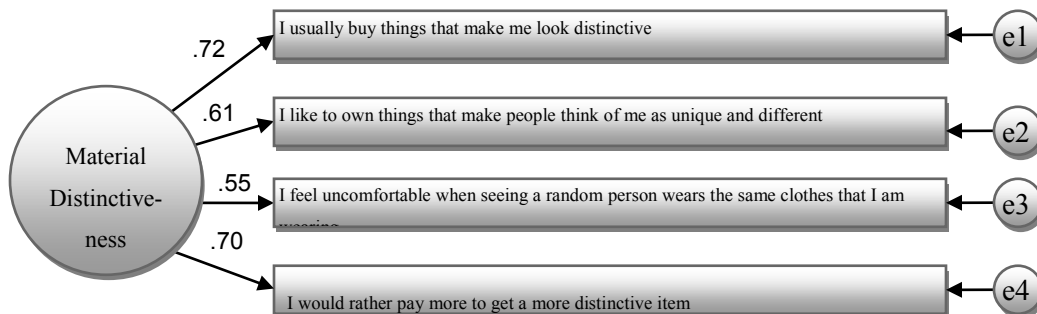 I usually buy things that make me look distinctive
e1
.72
.61
I like to own things that make people think of me as unique and different
e2
Material
Distinctive-
ness
.55
I feel uncomfortable when seeing a random person wears the same clothes that I am
e3
.70
I would rather pay more to get a more distinctive item
e4